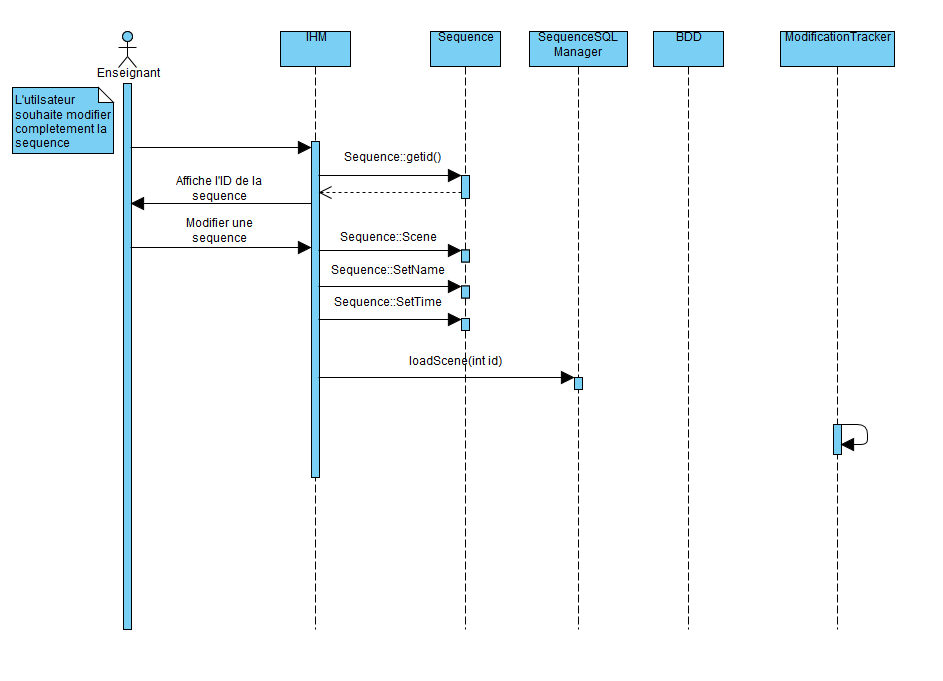 IHM
Sequence
SequenceSQL
Manager
BDD
ModificationTracker
Enseignant
L'utilsateur
souhaite modifier
completement la
sequence
Sequence::getid()
Affiche l'ID de la
sequence
Modifier une
sequence
Sequence::Scene
Sequence::SetName
Sequence::SetTime
loadScene(int id)